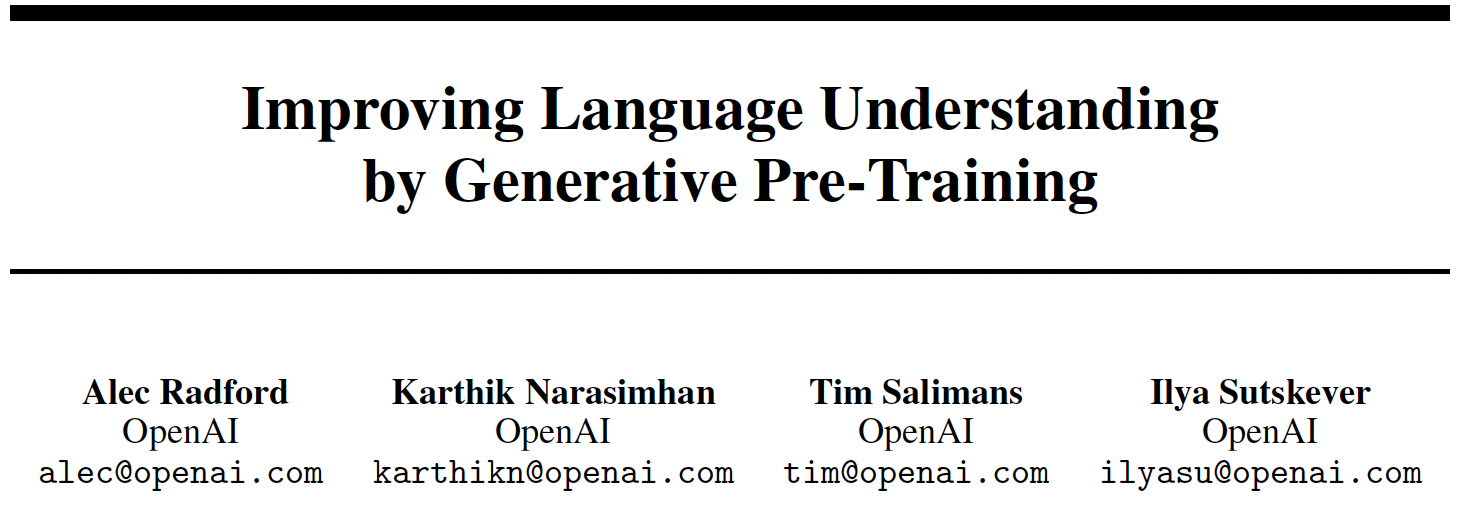 Improving Language Understanding
by Generative Pre-Training
Alec Radford
OpenAI
alec@openai.com
Karthik Narasimhan
OpenAI
karthikn@openai.com
Tim Salimans
OpenAI
tim@openai.com
Ilya Sutskever
OpenAI
ilyasu@openai.com